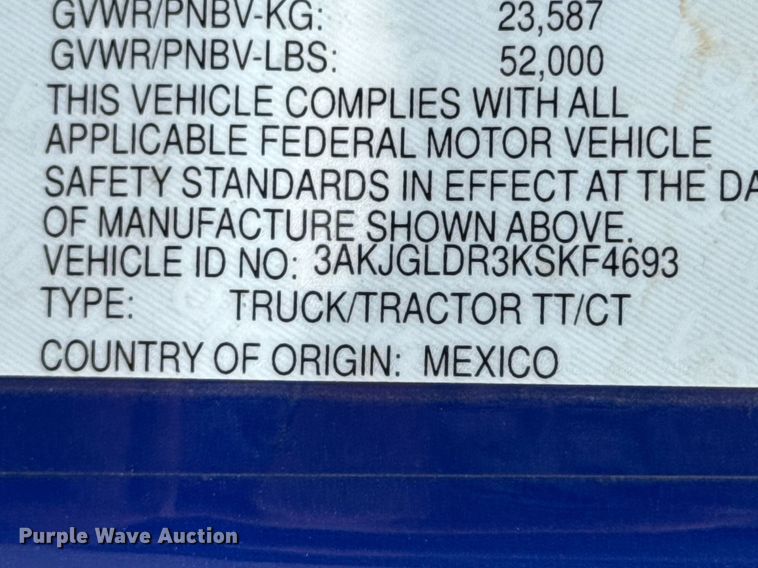 GVWR/PNBV-KG: 23,587
GVWR/PNBV-LBS: 52,000
THIS VEHICLE COMPLIES WITH ALL
APPLICABLE FEDERAL MOTOR VEHICLE
SAFETY STANDARDS IN EFFECT AT THE DA
OF MANUFACTURE SHOWN ABOVE.
VEHICLE ID NO: 3AKJGLDR3KSKF4693
TYPE: TRUCK/TRACTOR TT/CT
COUNTRY OF ORIGIN: MEXICO
Purple Wave Auction